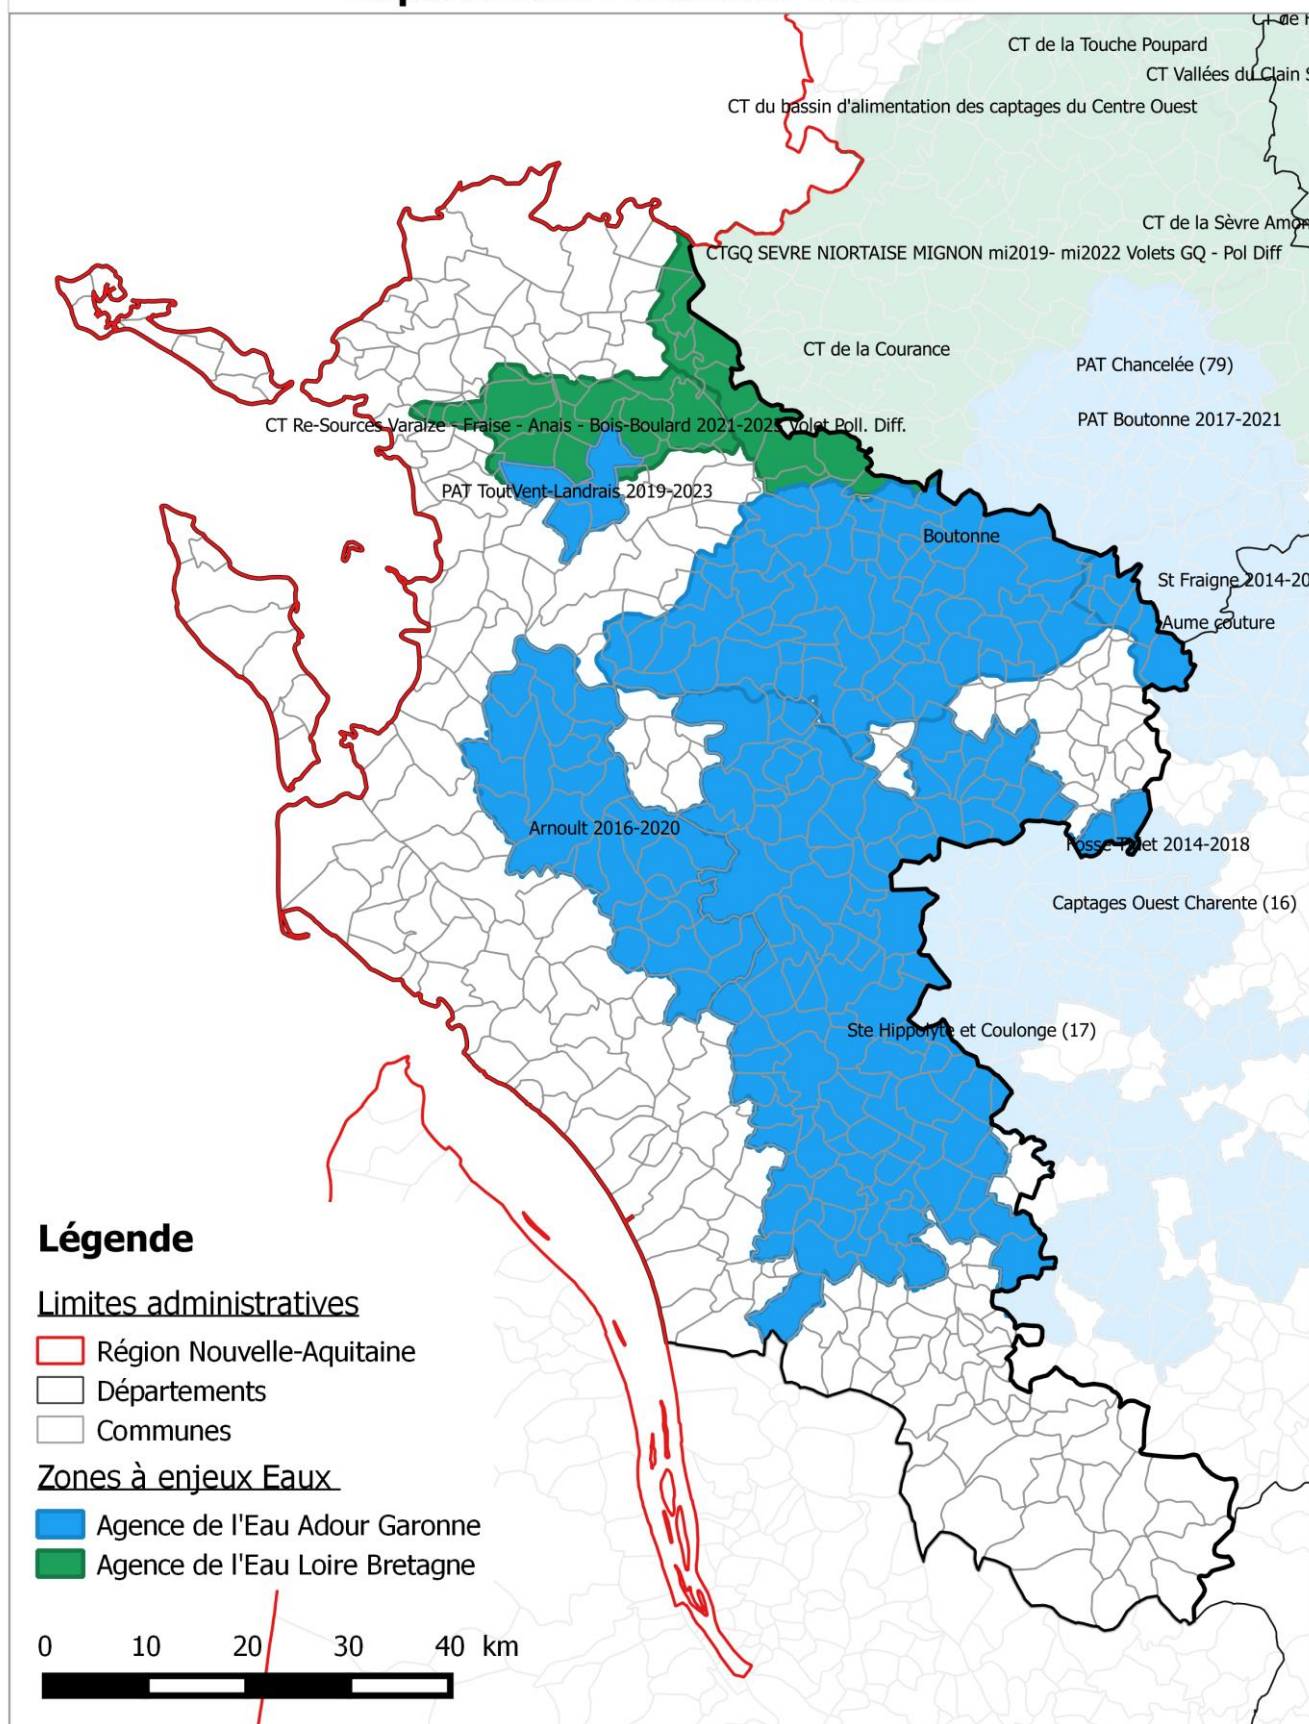 CT de la Touche Poupard
CT Vallées du Clain S
CT du bassin d'alimentation des captages du Centre Ouest
CT de la Sèvre Amon
CTGQ SEVRE NIORTAISE MIGNON mi2019- mi2022 Volets GQ - Pol Diff
CT de la Courance
PAT Chancelée (79)
PAT Boutonne 2017-2021
CT Re-Sources Varaize - Fraise - Anais - Bois-Boulard 2021-2025 Volet Poll. Diff.
PAT ToutVent-Landrais 2019-2023
Boutonne
St Fraigne 2014-20
Aume couture
Arnoult 2016-2020
Fosse-Tidet 2014-2018
Captages Ouest Charente (16)
Ste Hippolyte et Coulonge (17)
Légende
Limites administratives
Région Nouvelle-Aquitaine
Départements
Communes
Zones à enjeux Eaux
Agence de l'Eau Adour Garonne
Agence de l'Eau Loire Bretagne
0 10 20 30 40 km